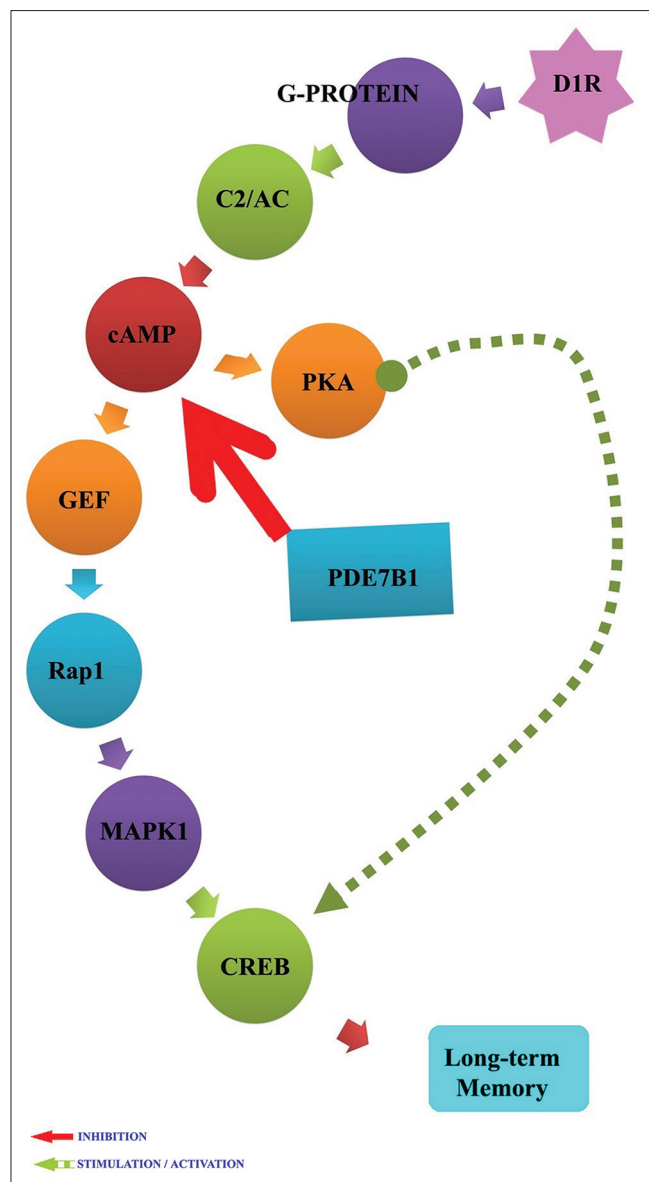 D1R
G-PROTEIN
C2/AC
cAMP
PKA
GEF
PDE7B1
Rap1
MAPK1
CREB
Long-term
Memory
INHIBITION
STIMULATION / ACTIVATION